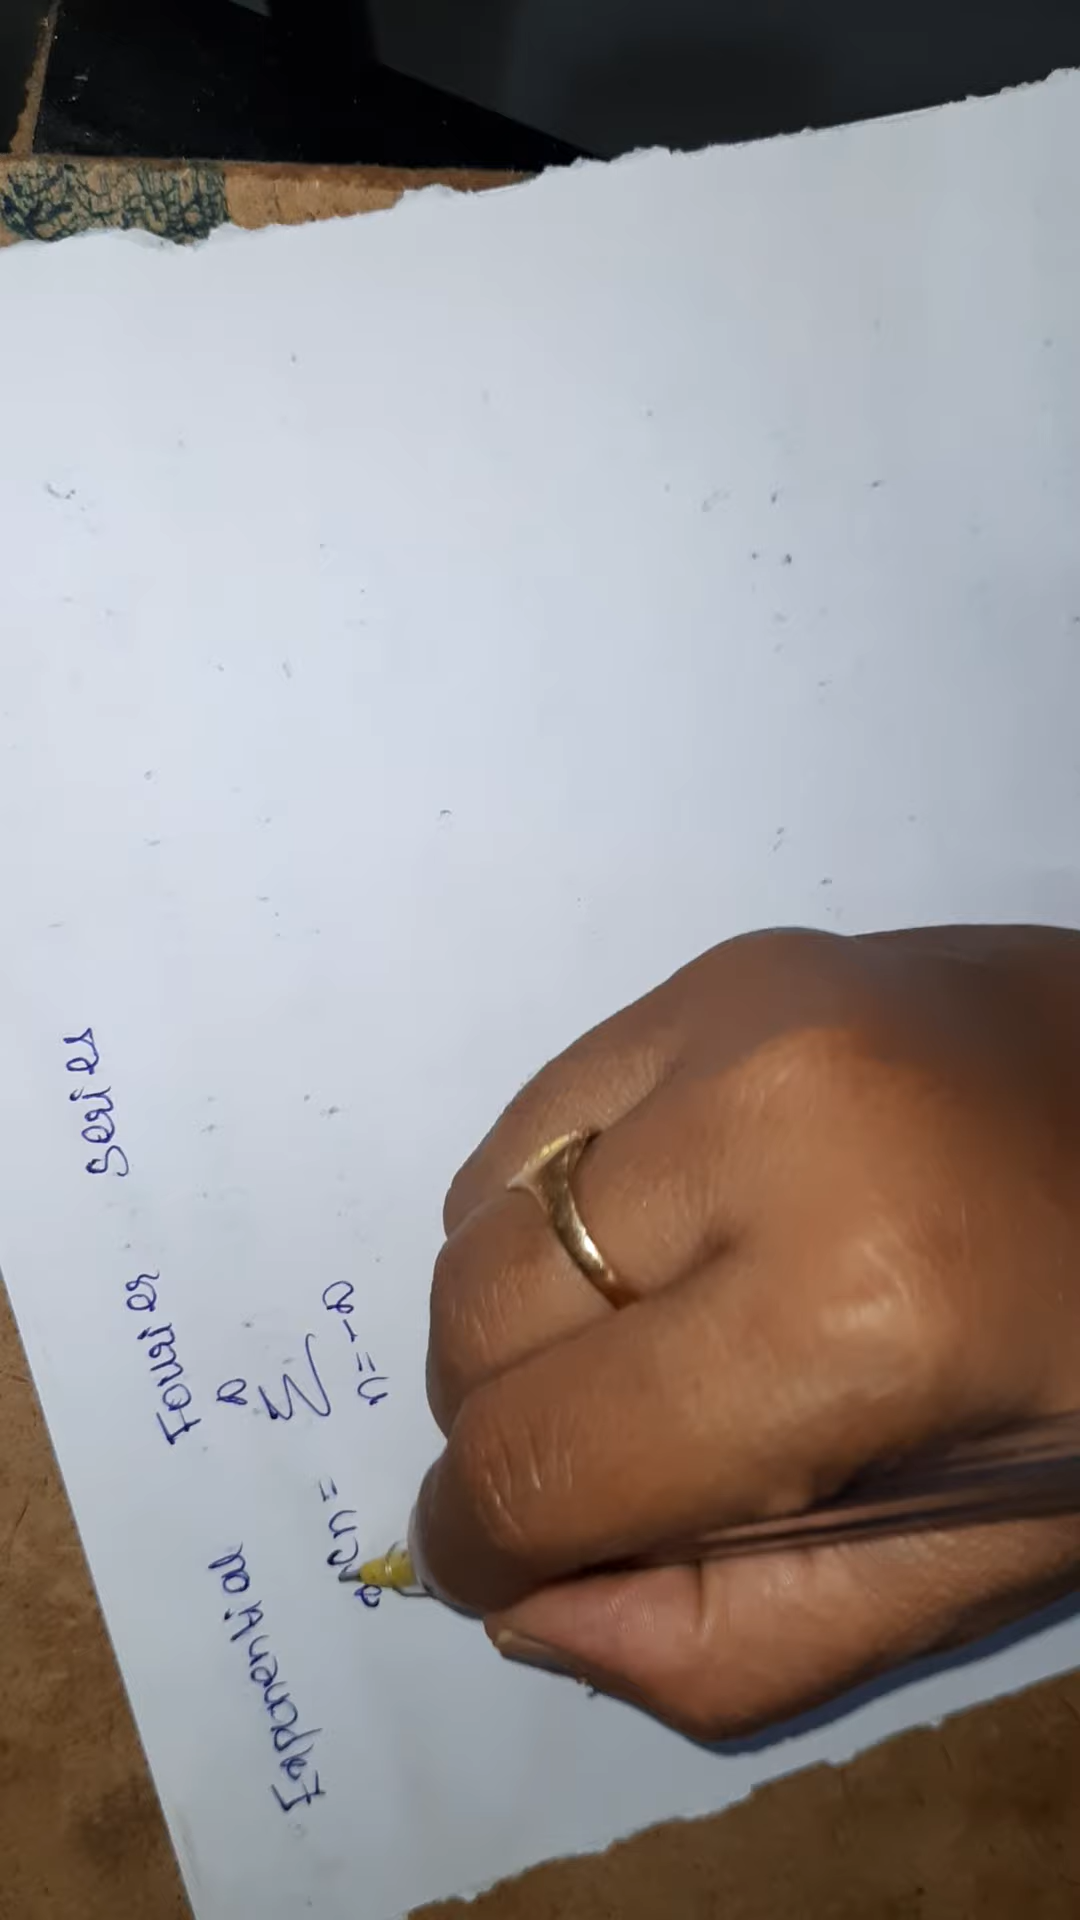 Exponential Fourier Series
∞
x(n = Σ
n=-∞